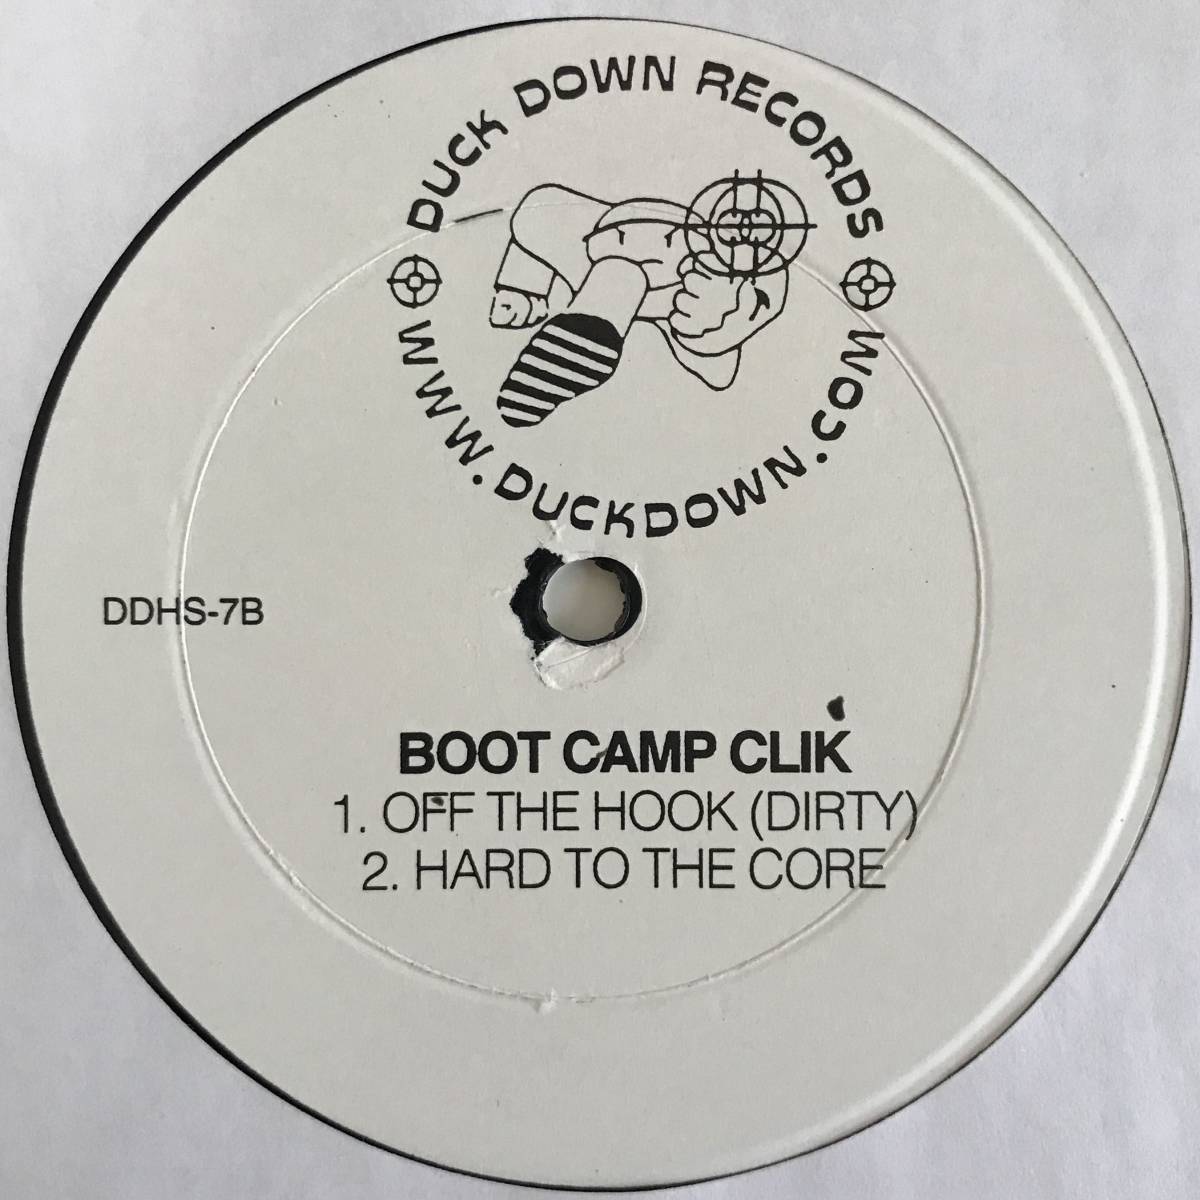 DUCK DOWN RECORDS
WWW.DUCKDOWN.COM
DDHS-7B
BOOT CAMP CLIK
1. OFF THE HOOK (DIRTY)
2. HARD TO THE CORE